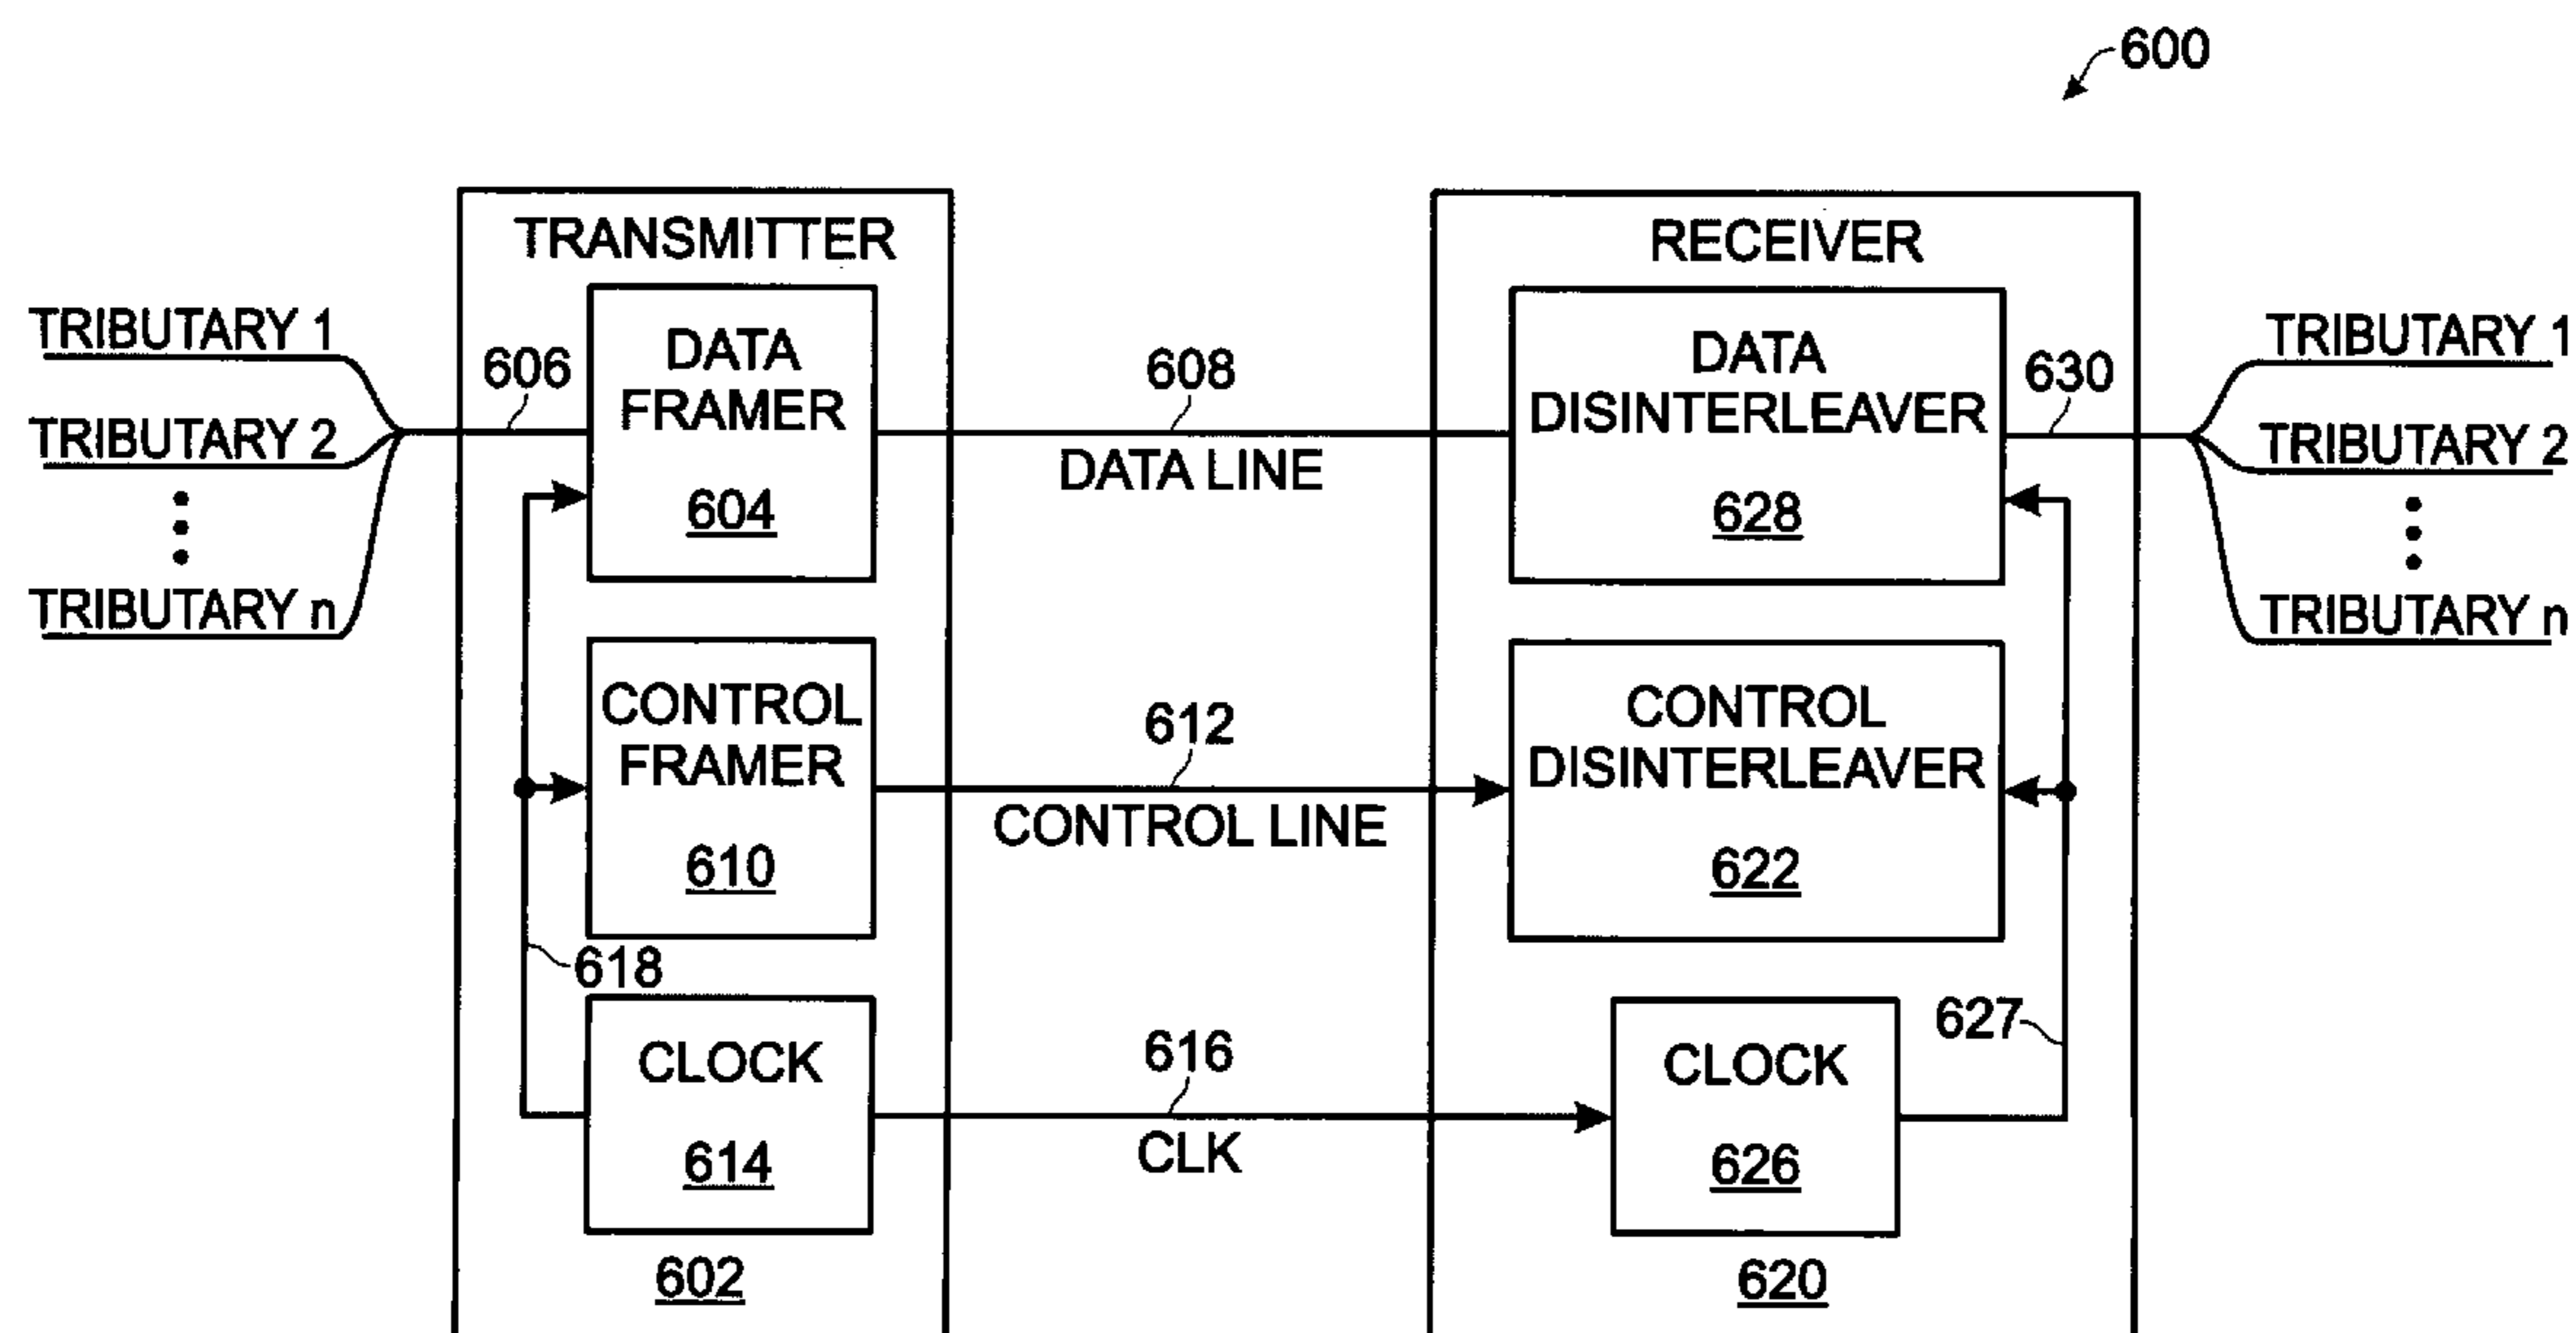 600
TRANSMITTER
RECEIVER
TRIBUTARY 1
606
DATA
FRAMER
604
608
DATA LINE
DATA
DISINTERLEAVER
628
630
TRIBUTARY 1
TRIBUTARY 2
TRIBUTARY 2
TRIBUTARY n
TRIBUTARY n
CONTROL
FRAMER
610
612
CONTROL LINE
CONTROL
DISINTERLEAVER
622
618
CLOCK
614
616
CLK
CLOCK
626
627
602
620